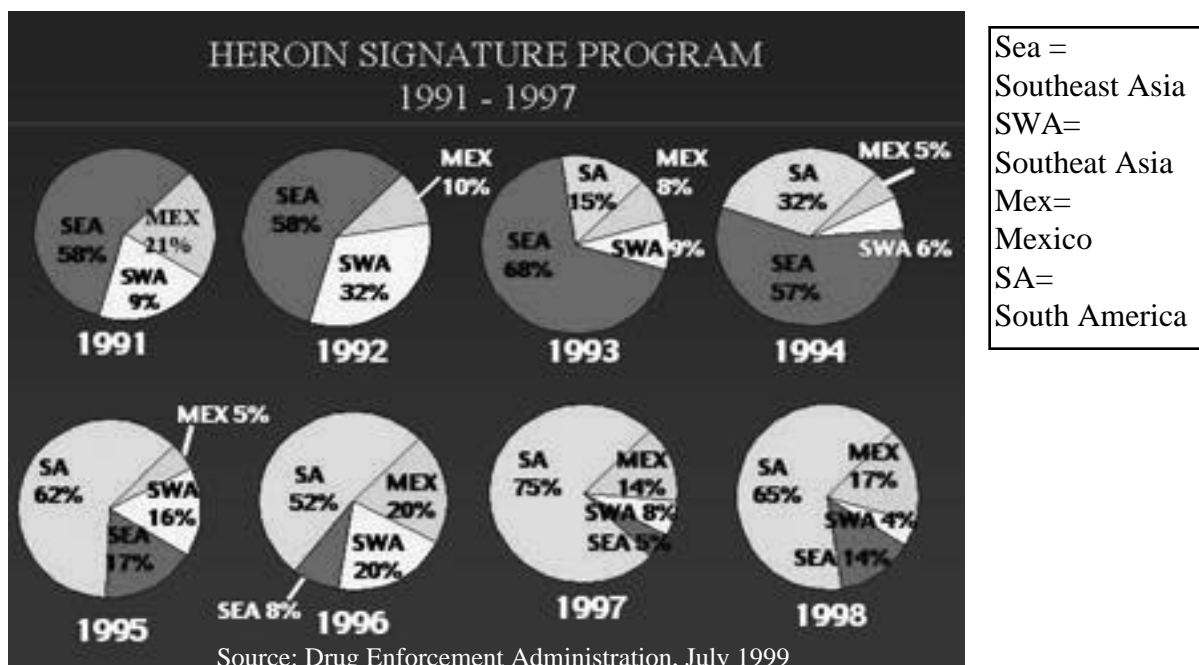 HEROIN SIGNATURE PROGRAM
1991 - 1997
SEA
58%
MEX
21%
SWA
9%
1991
SEA
58%
MEX
10%
SWA
32%
1992
SA
15%
MEX
8%
SEA
68%
SWA 9%
1993
SA
32%
MEX 5%
SWA 6%
SEA
57%
1994
MEX 5%
SA
62%
SWA
16%
SEA
17%
1995
SA
52%
MEX
20%
SWA
20%
SEA 8%
1996
SA
75%
MEX
14%
SWA 8%
SEA 5%
1997
SA
65%
MEX
17%
SWA 4%
SEA 14%
1998
Source: Drug Enforcement Administration, July 1999
Sea =
Southeast Asia
SWA=
Southeat Asia
Mex=
Mexico
SA=
South America